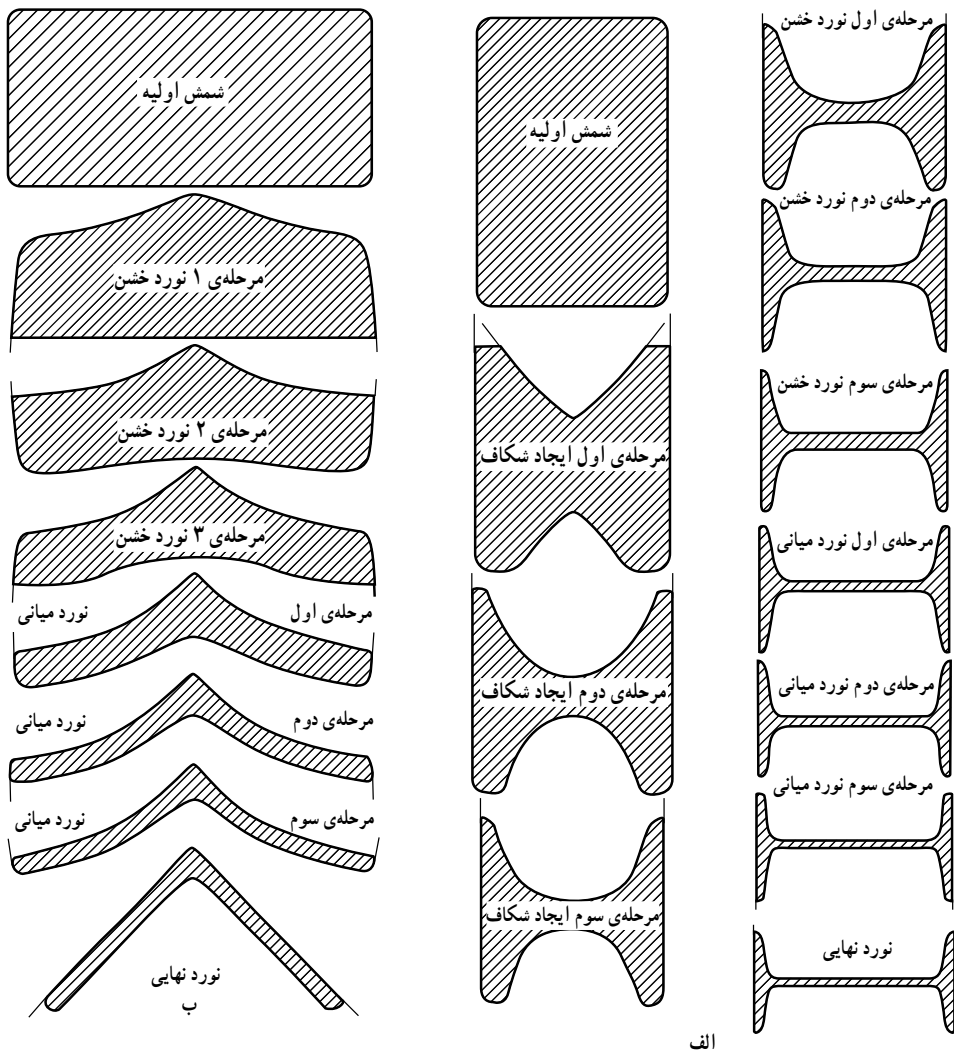 شمش اولیه
مرحله‌ی ۱ نورد خشن
مرحله‌ی ۲ نورد خشن
مرحله‌ی ۳ نورد خشن
مرحله‌ی اول نورد میانی
مرحله‌ی دوم نورد میانی
مرحله‌ی سوم نورد میانی
نورد نهایی
ب
شمش اولیه
مرحله‌ی اول ایجاد شکاف
مرحله‌ی دوم ایجاد شکاف
مرحله‌ی سوم ایجاد شکاف
مرحله‌ی اول نورد خشن
مرحله‌ی دوم نورد خشن
مرحله‌ی سوم نورد خشن
مرحله‌ی اول نورد میانی
مرحله‌ی دوم نورد میانی
مرحله‌ی سوم نورد میانی
نورد نهایی
الف